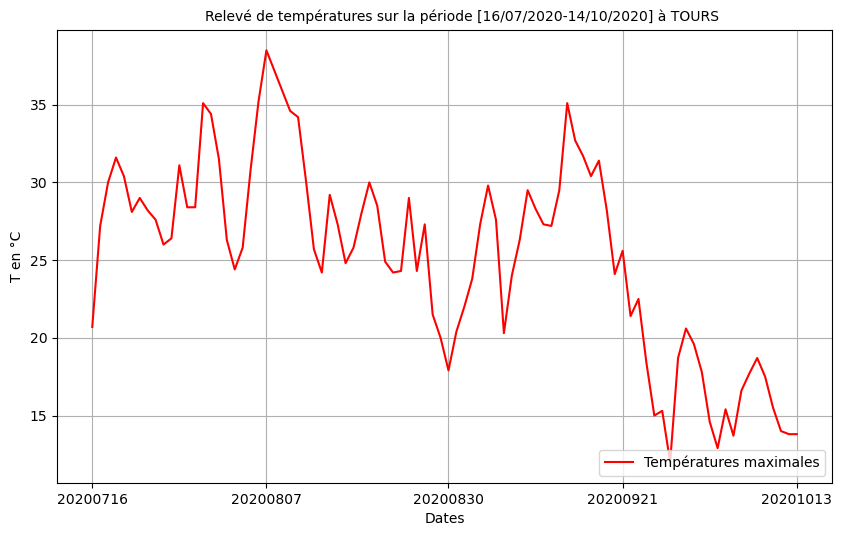 Relevé de températures sur la période [16/07/2020-14/10/2020] à TOURS
T en °C
35
30
25
20
15
Températures maximales
20200716 20200807 20200830 20200921 20201013
Dates